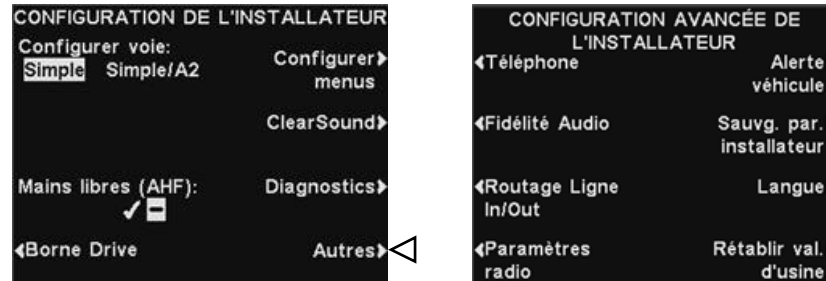 CONFIGURATION DE L'INSTALLATEUR
Configurer voie:
Simple Simple/A2
Configurer
menus
ClearSound
Mains libres (AHF):
Diagnostics
Borne Drive
Autres
CONFIGURATION AVANCÉE DE
L'INSTALLATEUR
Téléphone
Alerte
véhicule
Fidélité Audio
Sauvg. par.
installateur
Routage Ligne
In/Out
Langue
Paramètres
radio
Rétablir val.
d'usine